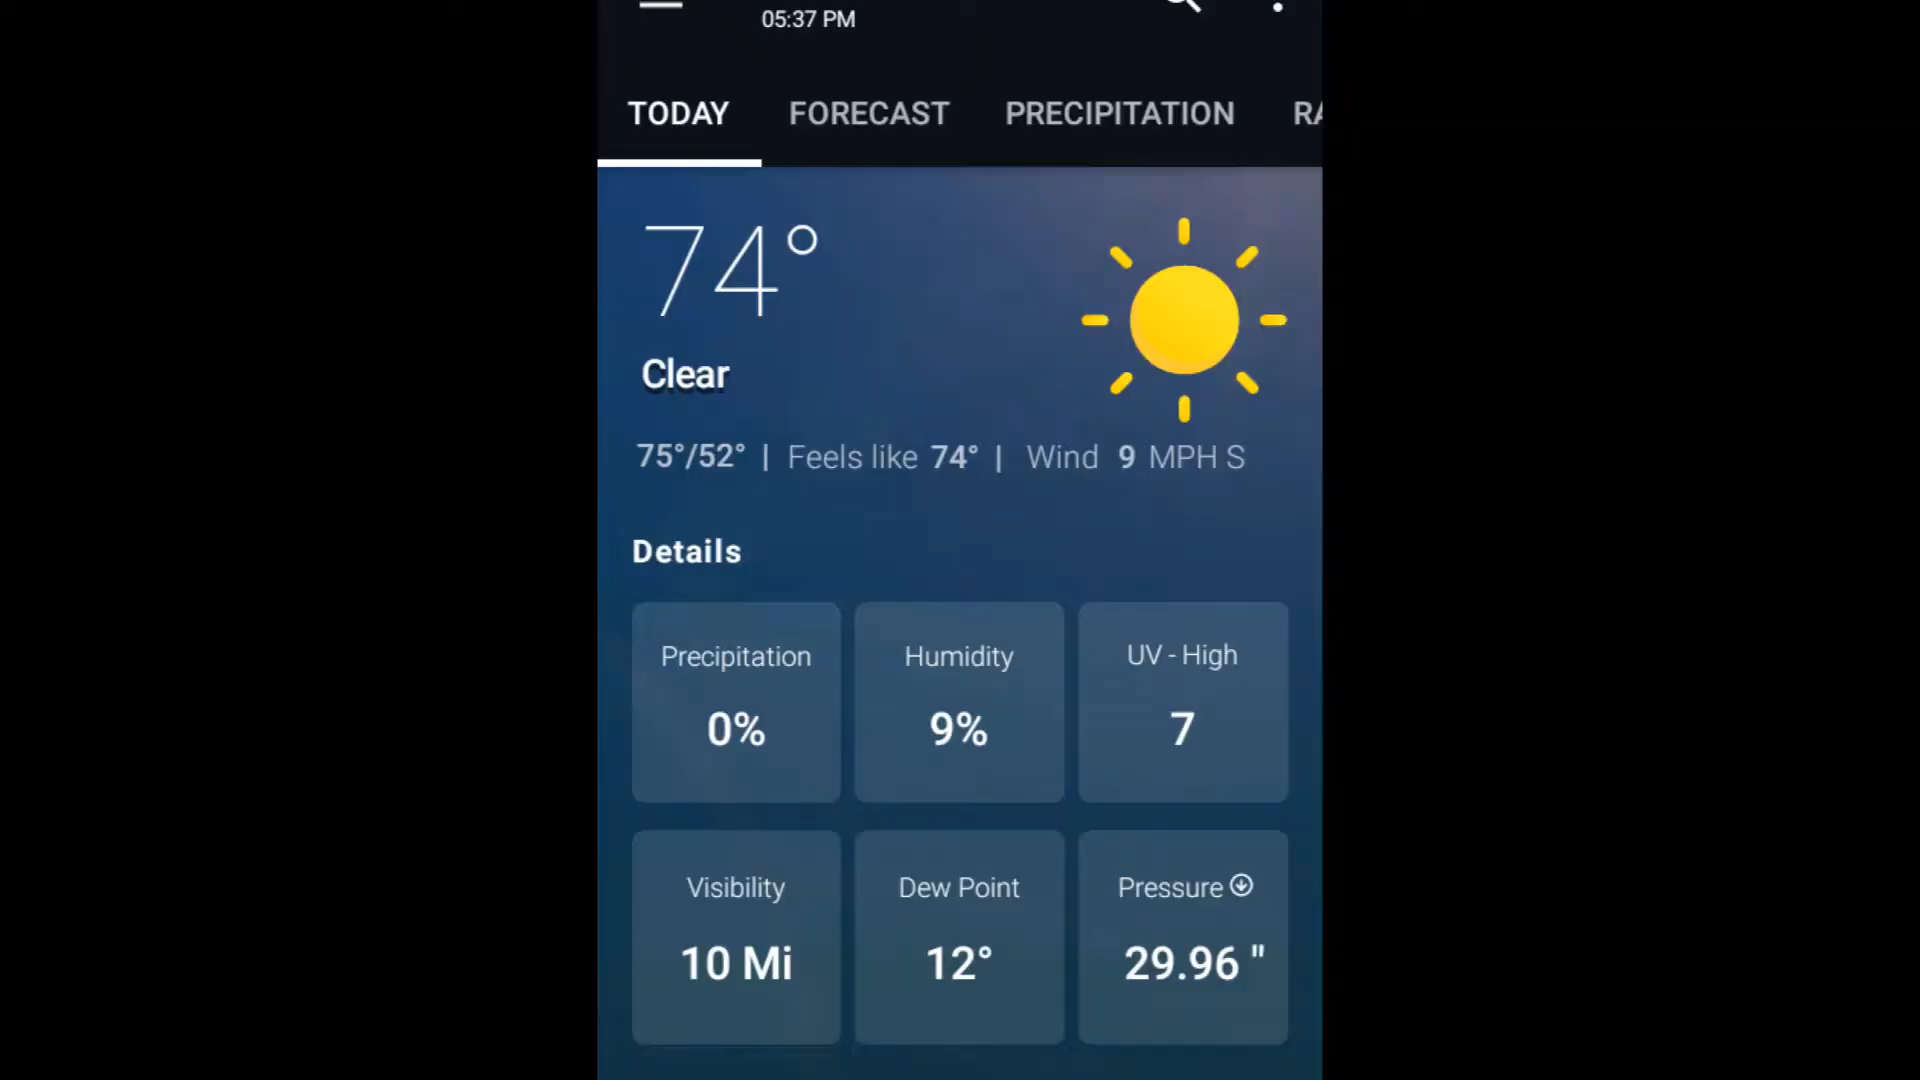 05:37 PM
TODAY FORECAST PRECIPITATION RA
74°
Clear
75°/52° | Feels like 74° | Wind 9 MPH S
Details
Precipitation Humidity UV - High
0% 9% 7
Visibility Dew Point Pressure
10 Mi 12° 29.96 "